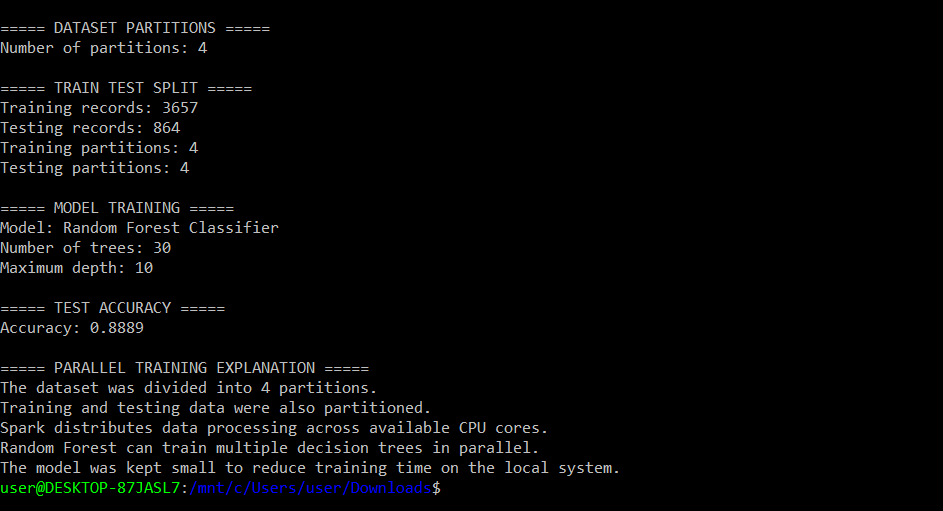 ===== DATASET PARTITIONS =====
Number of partitions: 4
===== TRAIN TEST SPLIT =====
Training records: 3657
Testing records: 864
Training partitions: 4
Testing partitions: 4
===== MODEL TRAINING =====
Model: Random Forest Classifier
Number of trees: 30
Maximum depth: 10
===== TEST ACCURACY =====
Accuracy: 0.8889
===== PARALLEL TRAINING EXPLANATION =====
The dataset was divided into 4 partitions.
Training and testing data were also partitioned.
Spark distributes data processing across available CPU cores.
Random Forest can train multiple decision trees in parallel.
The model was kept small to reduce training time on the local system.
user@DESKTOP-87JASL7:/mnt/c/Users/user/Downloads$